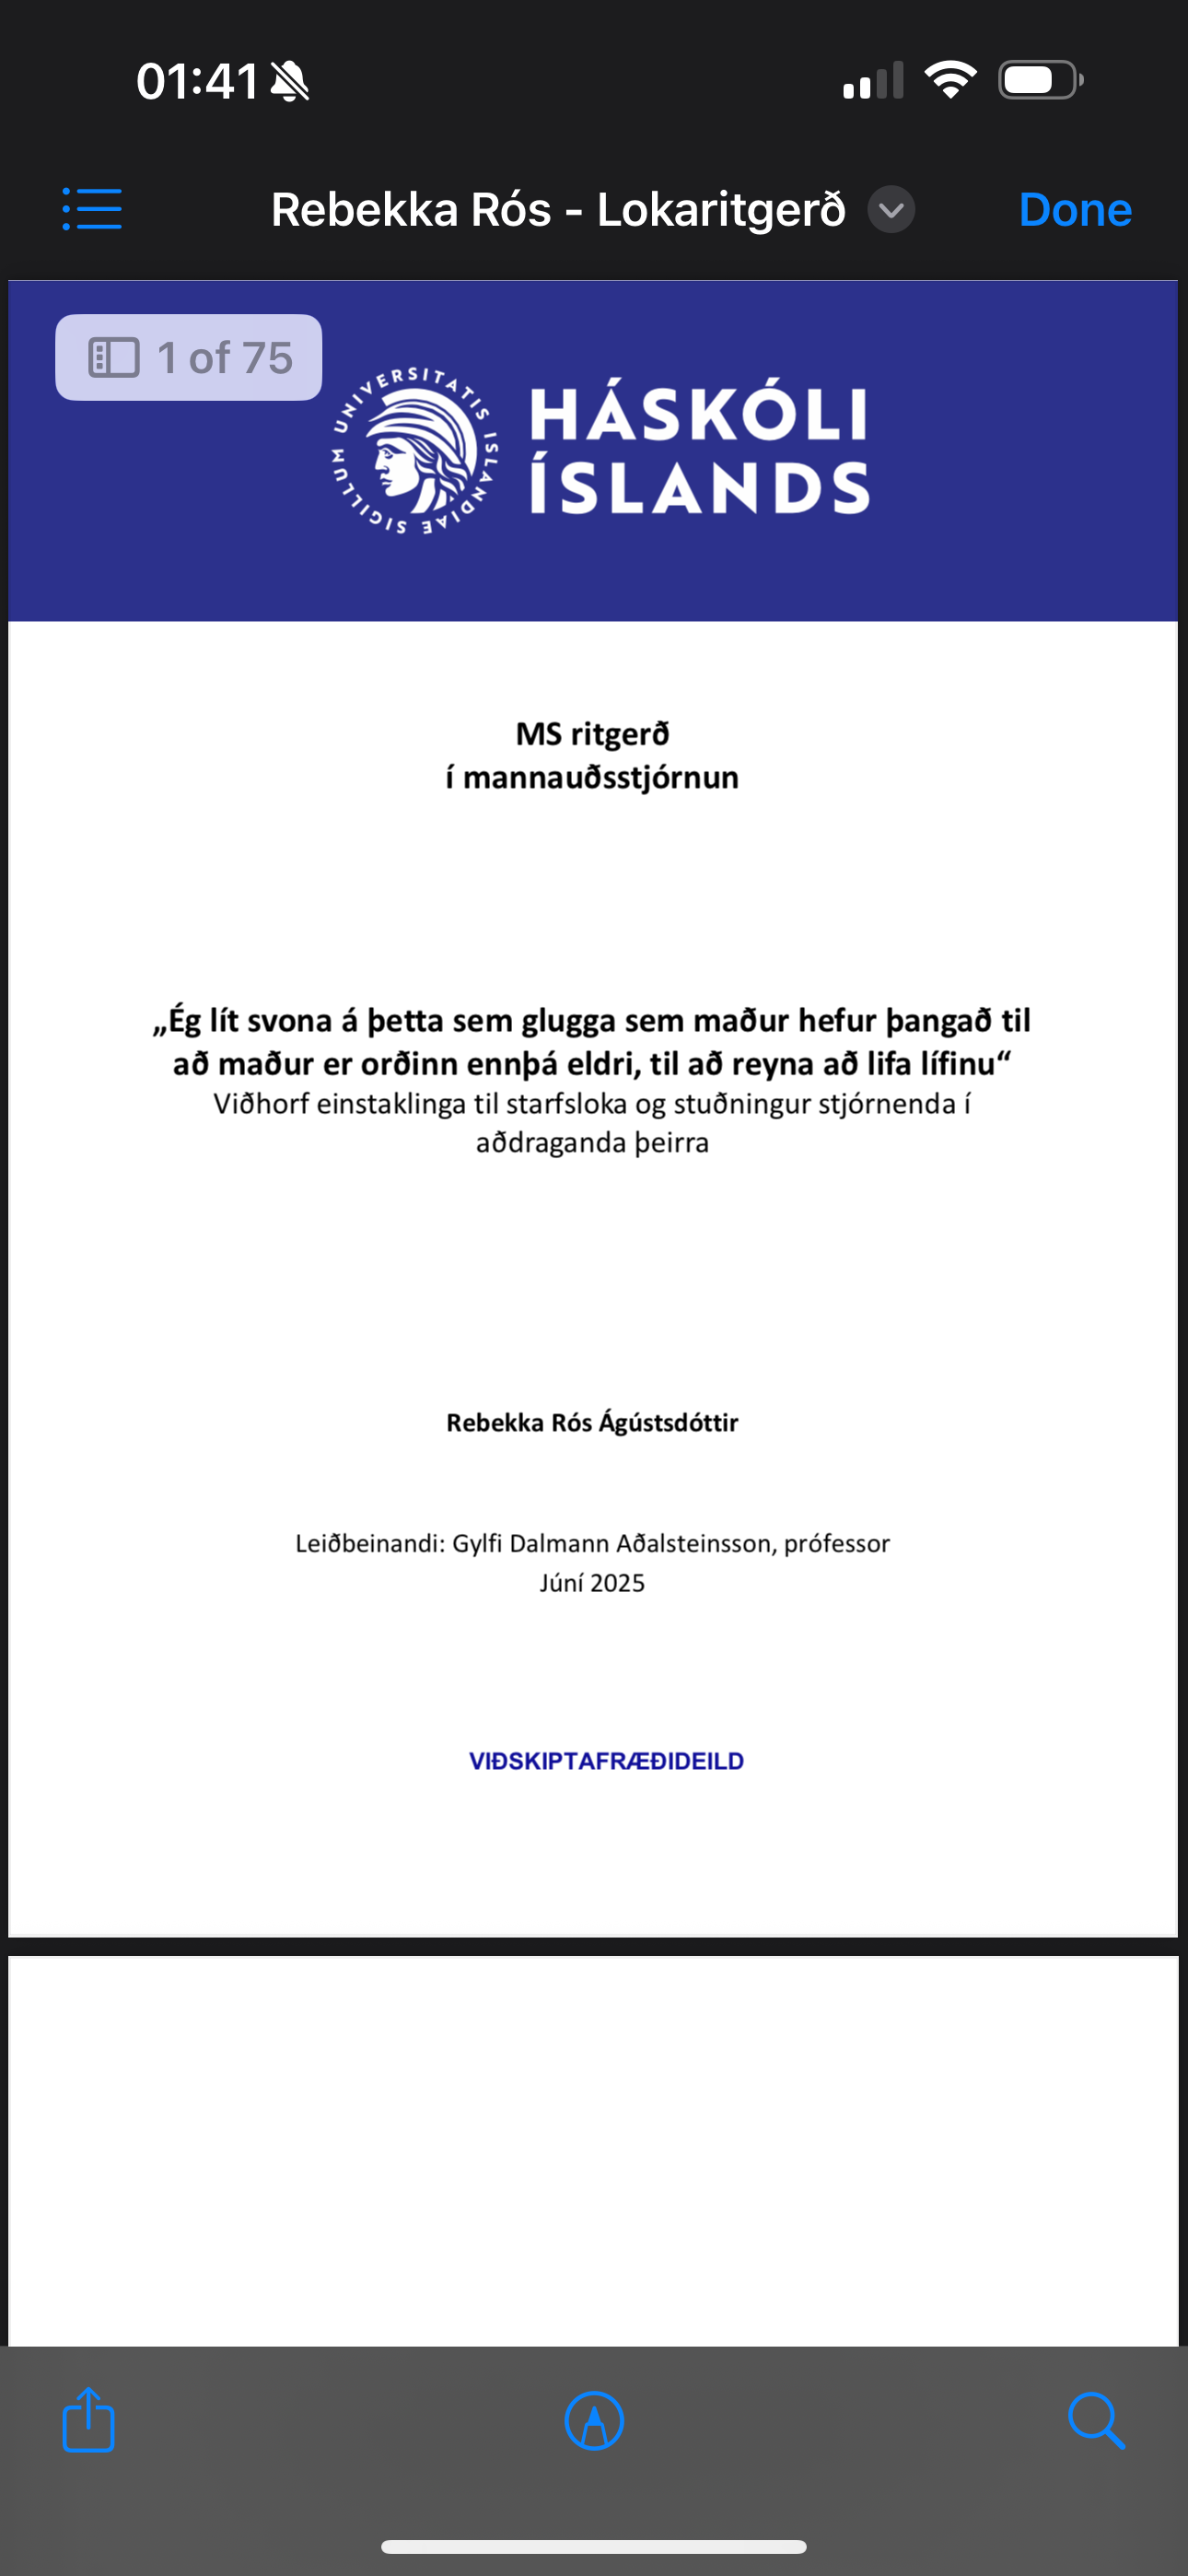 01:41
Rebekka Rós - Lokaritgerð
Done
1 of 75
SIGILLUM UNIVERSITATIS ISLANDIAE
HÁSKÓLI
ÍSLANDS
MS ritgerð
í mannauðsstjórnun
„Ég lít svona á þetta sem glugga sem maður hefur þangað til
að maður er orðinn ennþá eldri, til að reyna að lifa lífinu“
Viðhorf einstaklinga til starfsloka og stuðningur stjórnenda í
aðdraganda þeirra
Rebekka Rós Ágústsdóttir
Leiðbeinandi: Gylfi Dalmann Aðalsteinsson, prófessor
Júní 2025
VIÐSKIPTAFRÆÐIDEILD